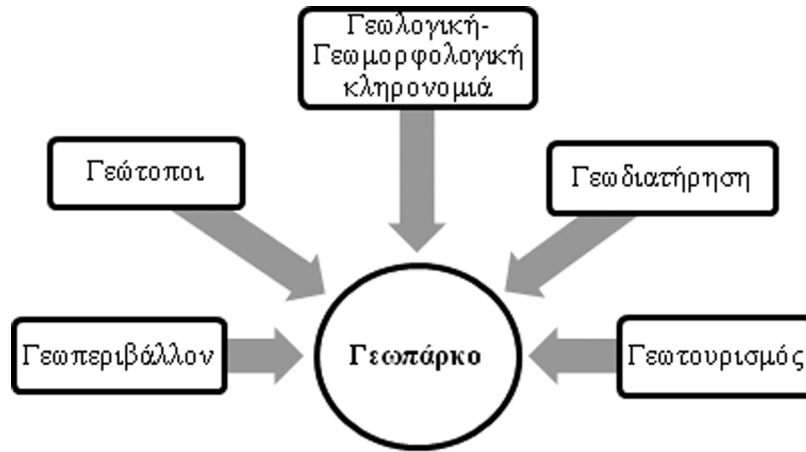 Γεωλογική-
Γεωμορφολογική
κληρονομιά
Γεώτοποι
Γεωδιατήρηση
Γεωπεριβάλλον
Γεωπάρκο
Γεωτουρισμός